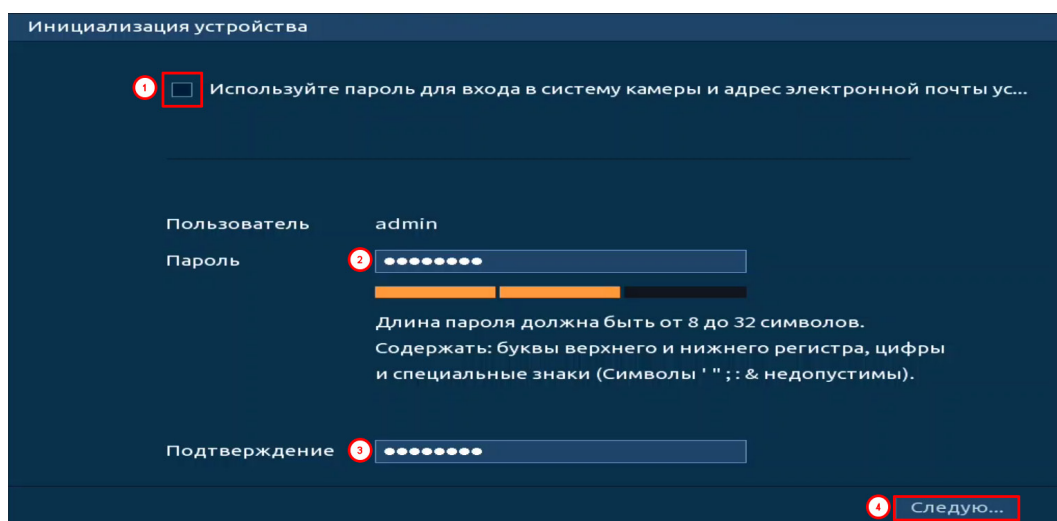 Инициализация устройства
1 Используйте пароль для входа в систему камеры и адрес электронной почты ус...
Пользователь admin
Пароль 2 ●●●●●●●●
Длина пароля должна быть от 8 до 32 символов.
Содержать: буквы верхнего и нижнего регистра, цифры
и специальные знаки (Символы ' " ; : & недопустимы).
Подтверждение 3 ●●●●●●●●
4 Следую...